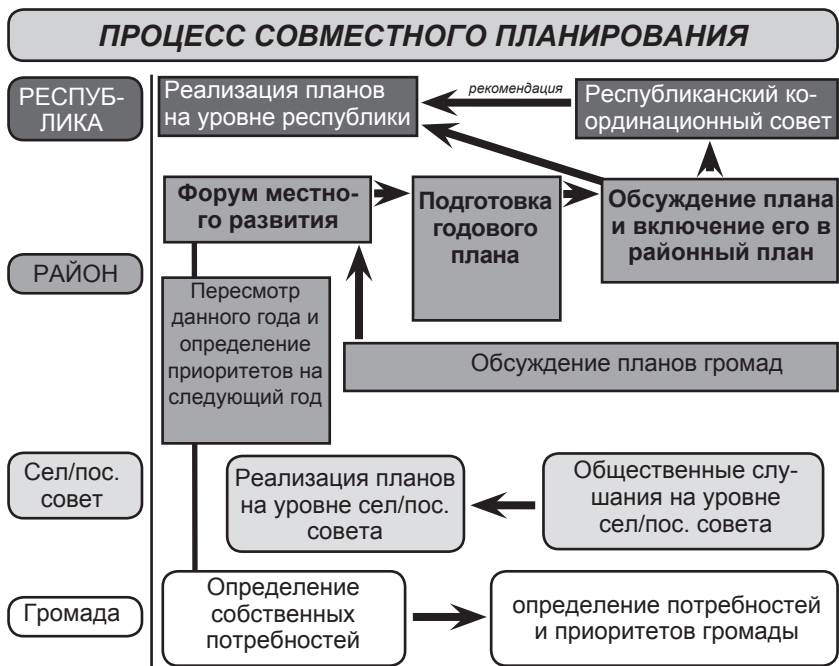 ПРОЦЕСС СОВМЕСТНОГО ПЛАНИРОВАНИЯ
РЕСПУБ-
ЛИКА
Реализация планов
на уровне республики
рекомендация
Республиканский ко-
ординационный совет
РАЙОН
Форум местно-
го развития
Подготовка
годового
плана
Обсуждение плана
и включение его в
районный план
Пересмотр
данного года и
определение
приоритетов на
следующий год
Обсуждение планов громад
Сел/пос.
совет
Реализация планов
на уровне сел/пос.
совета
Общественные слу-
шания на уровне
сел/пос. совета
Громада
Определение
собственных
потребностей
определение потребностей
и приоритетов громады